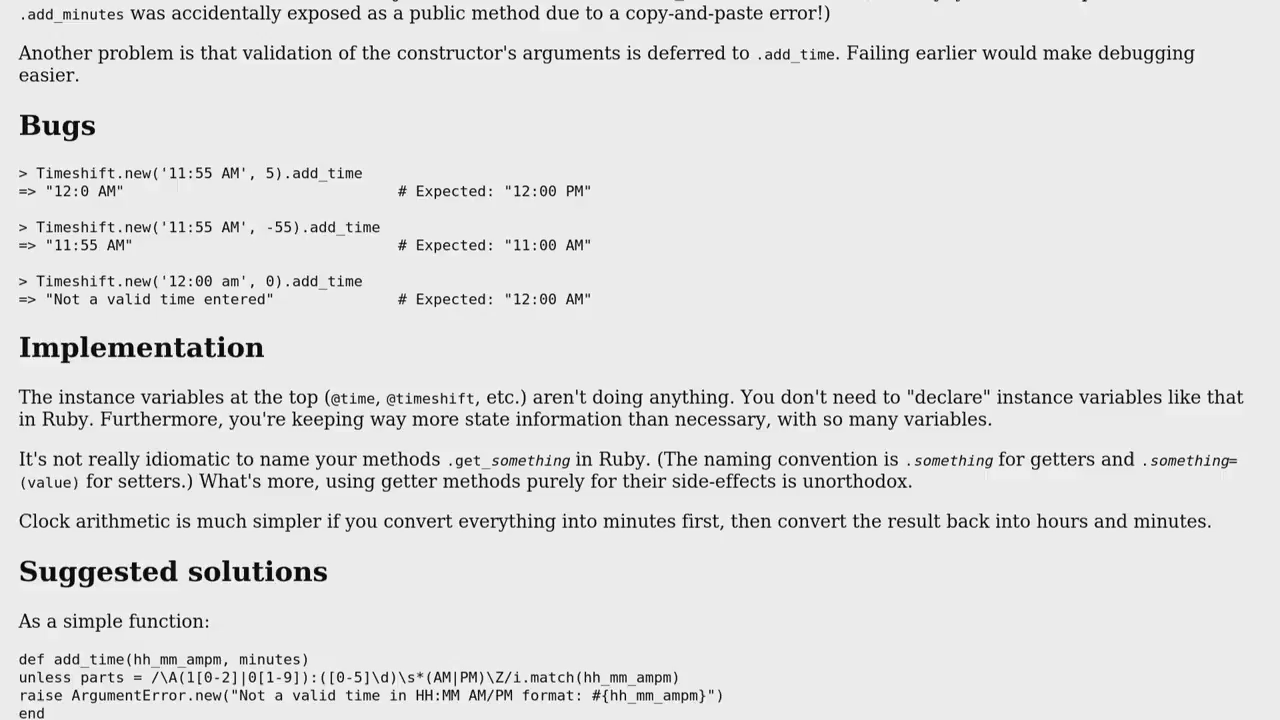 .add_minutes was accidentally exposed as a public method due to a copy-and-paste error!)
Another problem is that validation of the constructor's arguments is deferred to .add_time. Failing earlier would make debugging
easier.
Bugs
> Timeshift.new('11:55 AM', 5).add_time
=> "12:0 AM" # Expected: "12:00 PM"
> Timeshift.new('11:55 AM', -55).add_time
=> "11:55 AM" # Expected: "11:00 AM"
> Timeshift.new('12:00 am', 0).add_time
=> "Not a valid time entered" # Expected: "12:00 AM"
Implementation
The instance variables at the top (@time, @timeshift, etc.) aren't doing anything. You don't need to "declare" instance variables like that
in Ruby. Furthermore, you're keeping way more state information than necessary, with so many variables.
It's not really idiomatic to name your methods .get_something in Ruby. (The naming convention is .something for getters and .something=
(value) for setters.) What's more, using getter methods purely for their side-effects is unorthodox.
Clock arithmetic is much simpler if you convert everything into minutes first, then convert the result back into hours and minutes.
Suggested solutions
As a simple function:
def add_time(hh_mm_ampm, minutes)
unless parts = /\A(1[0-2]|0[1-9]):([0-5]\d)\s*(AM|PM)\Z/i.match(hh_mm_ampm)
raise ArgumentError.new("Not a valid time in HH:MM AM/PM format: #{hh_mm_ampm}")
end